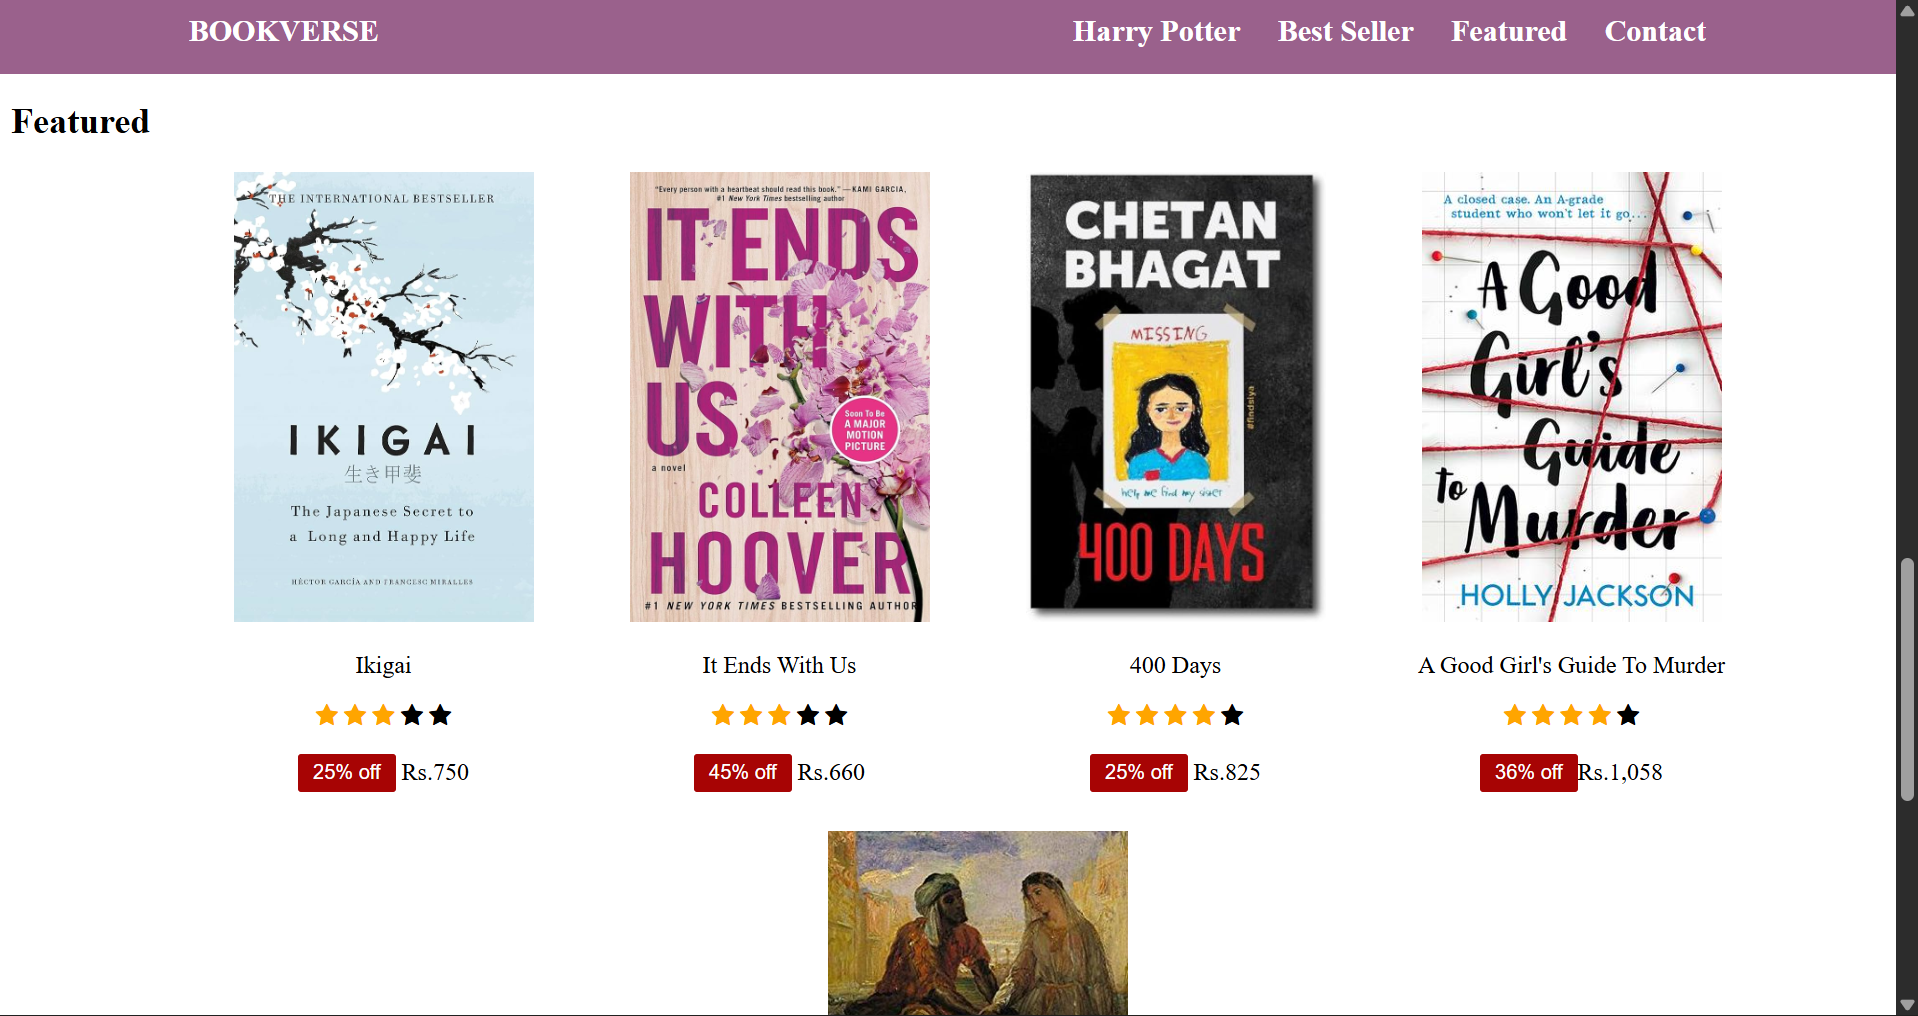 BOOKVERSE
Harry Potter
Best Seller
Featured
Contact
Featured
THE INTERNATIONAL BESTSELLER
IKIGAI
生き甲斐
The Japanese Secret to
a Long and Happy Life
HÉCTOR GARCÍA AND FRANCESC MIRALLES
"Every person with a heartbeat should read this book." —KAMI GARCIA,
#1 New York Times bestselling author
IT ENDS
WITH
US
Soon To Be
A MAJOR
MOTION
PICTURE
a novel
COLLEEN
HOOVER
#1 NEW YORK TIMES BESTSELLING AUTHOR
CHETAN
BHAGAT
MISSING
#findsiya
help me find my sister
400 DAYS
A closed case. An A-grade
student who won't let it go...
A Good
Girl's
Guide
to
Murder
HOLLY JACKSON
Ikigai
It Ends With Us
400 Days
A Good Girl's Guide To Murder
25% off Rs.750
45% off Rs.660
25% off Rs.825
36% off Rs.1,058